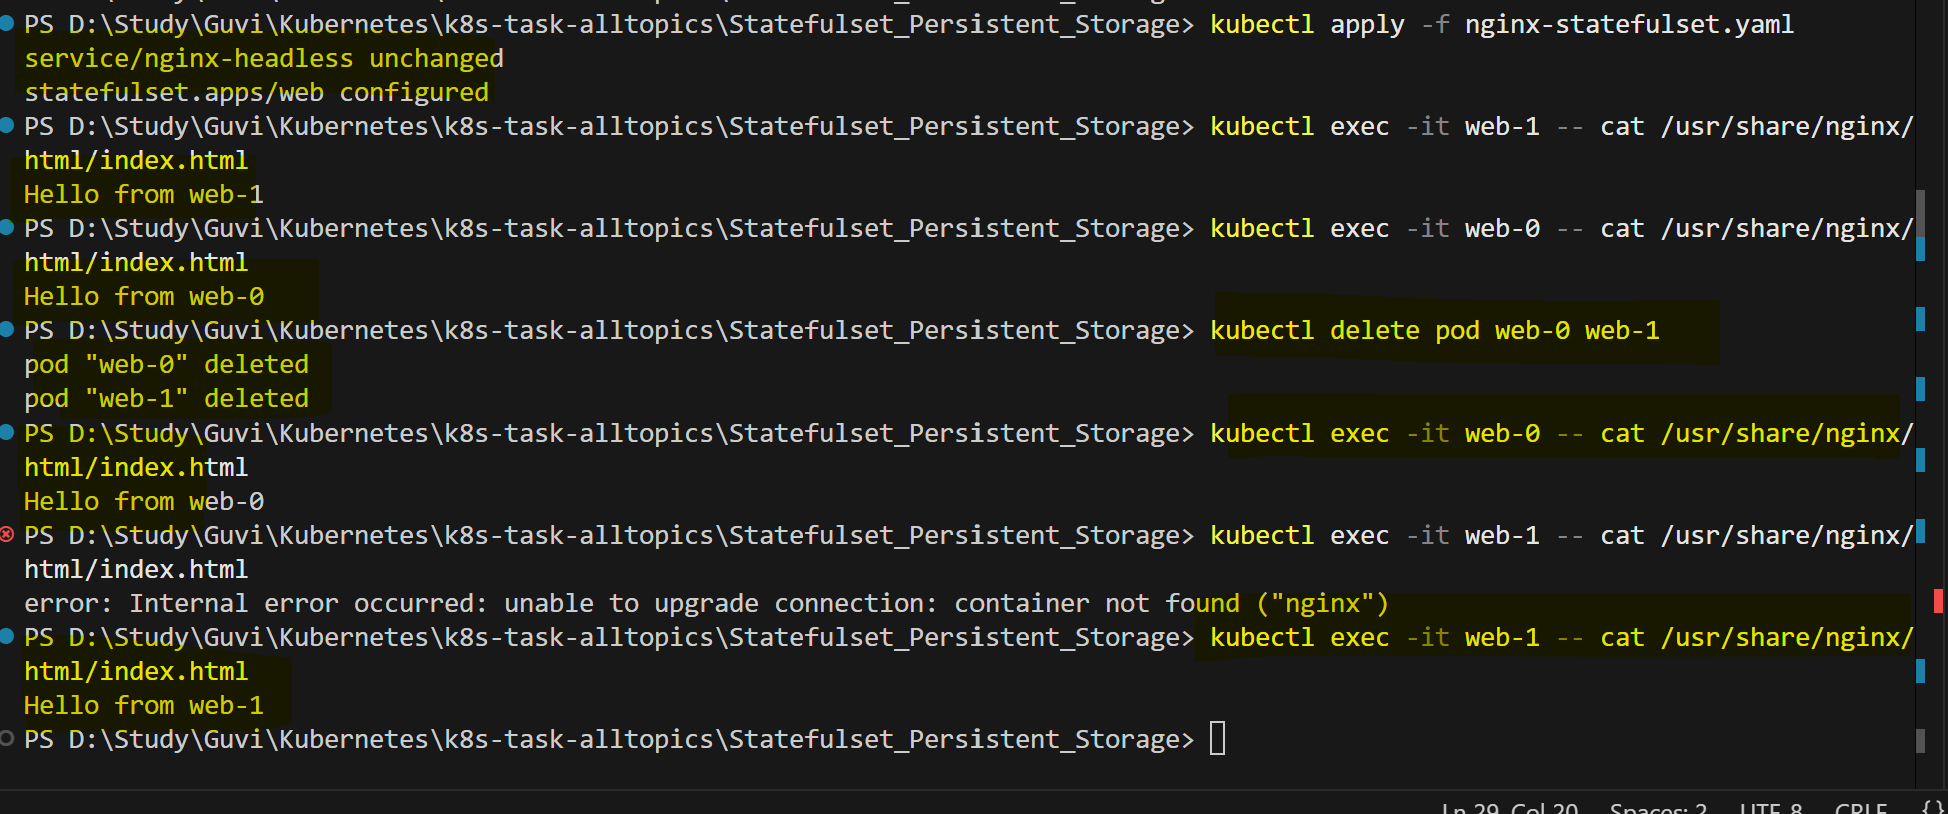 PS D:\Study\Guvi\Kubernetes\k8s-task-alltopics\Statefulset_Persistent_Storage> kubectl apply -f nginx-statefulset.yaml
service/nginx-headless unchanged
statefulset.apps/web configured
PS D:\Study\Guvi\Kubernetes\k8s-task-alltopics\Statefulset_Persistent_Storage> kubectl exec -it web-1 -- cat /usr/share/nginx/
html/index.html
Hello from web-1
PS D:\Study\Guvi\Kubernetes\k8s-task-alltopics\Statefulset_Persistent_Storage> kubectl exec -it web-0 -- cat /usr/share/nginx/
html/index.html
Hello from web-0
PS D:\Study\Guvi\Kubernetes\k8s-task-alltopics\Statefulset_Persistent_Storage> kubectl delete pod web-0 web-1
pod "web-0" deleted
pod "web-1" deleted
PS D:\Study\Guvi\Kubernetes\k8s-task-alltopics\Statefulset_Persistent_Storage> kubectl exec -it web-0 -- cat /usr/share/nginx/
html/index.html
Hello from web-0
PS D:\Study\Guvi\Kubernetes\k8s-task-alltopics\Statefulset_Persistent_Storage> kubectl exec -it web-1 -- cat /usr/share/nginx/
html/index.html
error: Internal error occurred: unable to upgrade connection: container not found ("nginx")
PS D:\Study\Guvi\Kubernetes\k8s-task-alltopics\Statefulset_Persistent_Storage> kubectl exec -it web-1 -- cat /usr/share/nginx/
html/index.html
Hello from web-1
PS D:\Study\Guvi\Kubernetes\k8s-task-alltopics\Statefulset_Persistent_Storage>
Ln 29, Col 20 Spaces: 2 UTF-8 CRLF {}